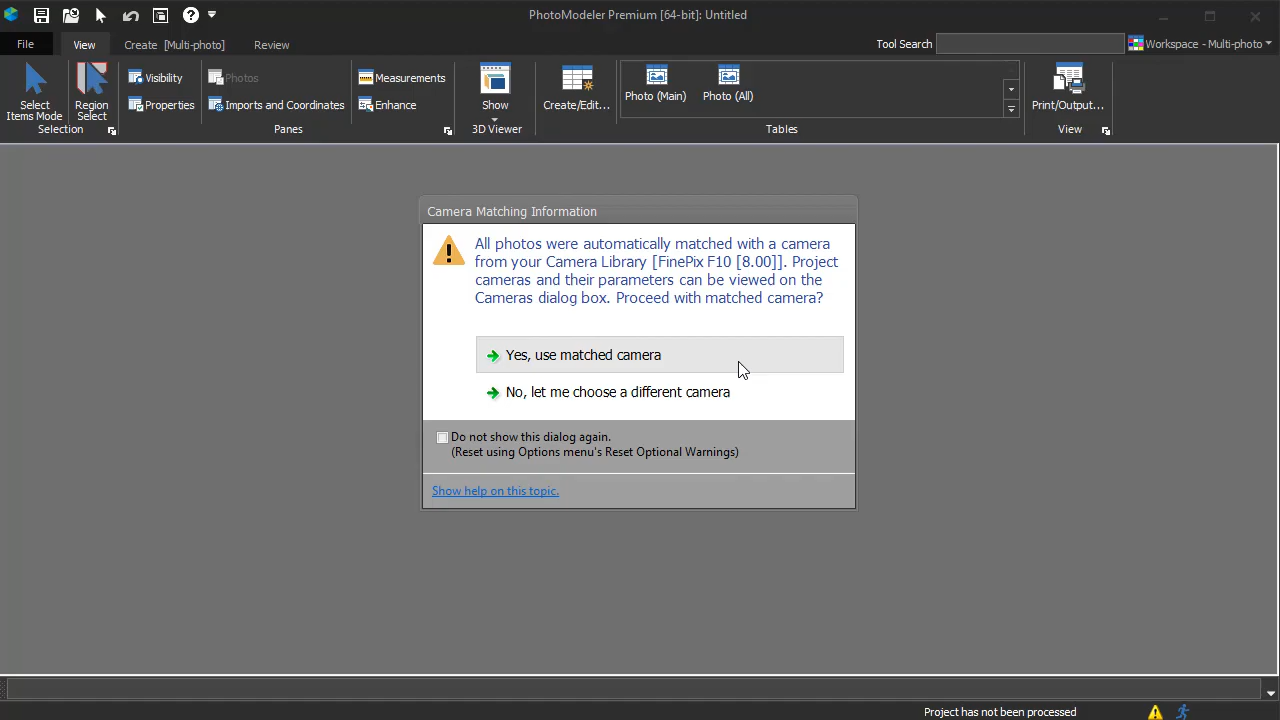 PhotoModeler Premium [64-bit]: Untitled
File View Create [Multi-photo] Review Tool Search Workspace - Multi-photo
Select Items Mode
Region Select
Selection
Visibility
Properties
Photos
Imports and Coordinates
Panes
Measurements
Enhance
Show
3D Viewer
Create/Edit...
Photo (Main)
Photo (All)
Tables
Print/Output...
View
Camera Matching Information
All photos were automatically matched with a camera
from your Camera Library [FinePix F10 [8.00]]. Project
cameras and their parameters can be viewed on the
Cameras dialog box. Proceed with matched camera?
Yes, use matched camera
No, let me choose a different camera
Do not show this dialog again.
(Reset using Options menu's Reset Optional Warnings)
Show help on this topic.
Project has not been processed